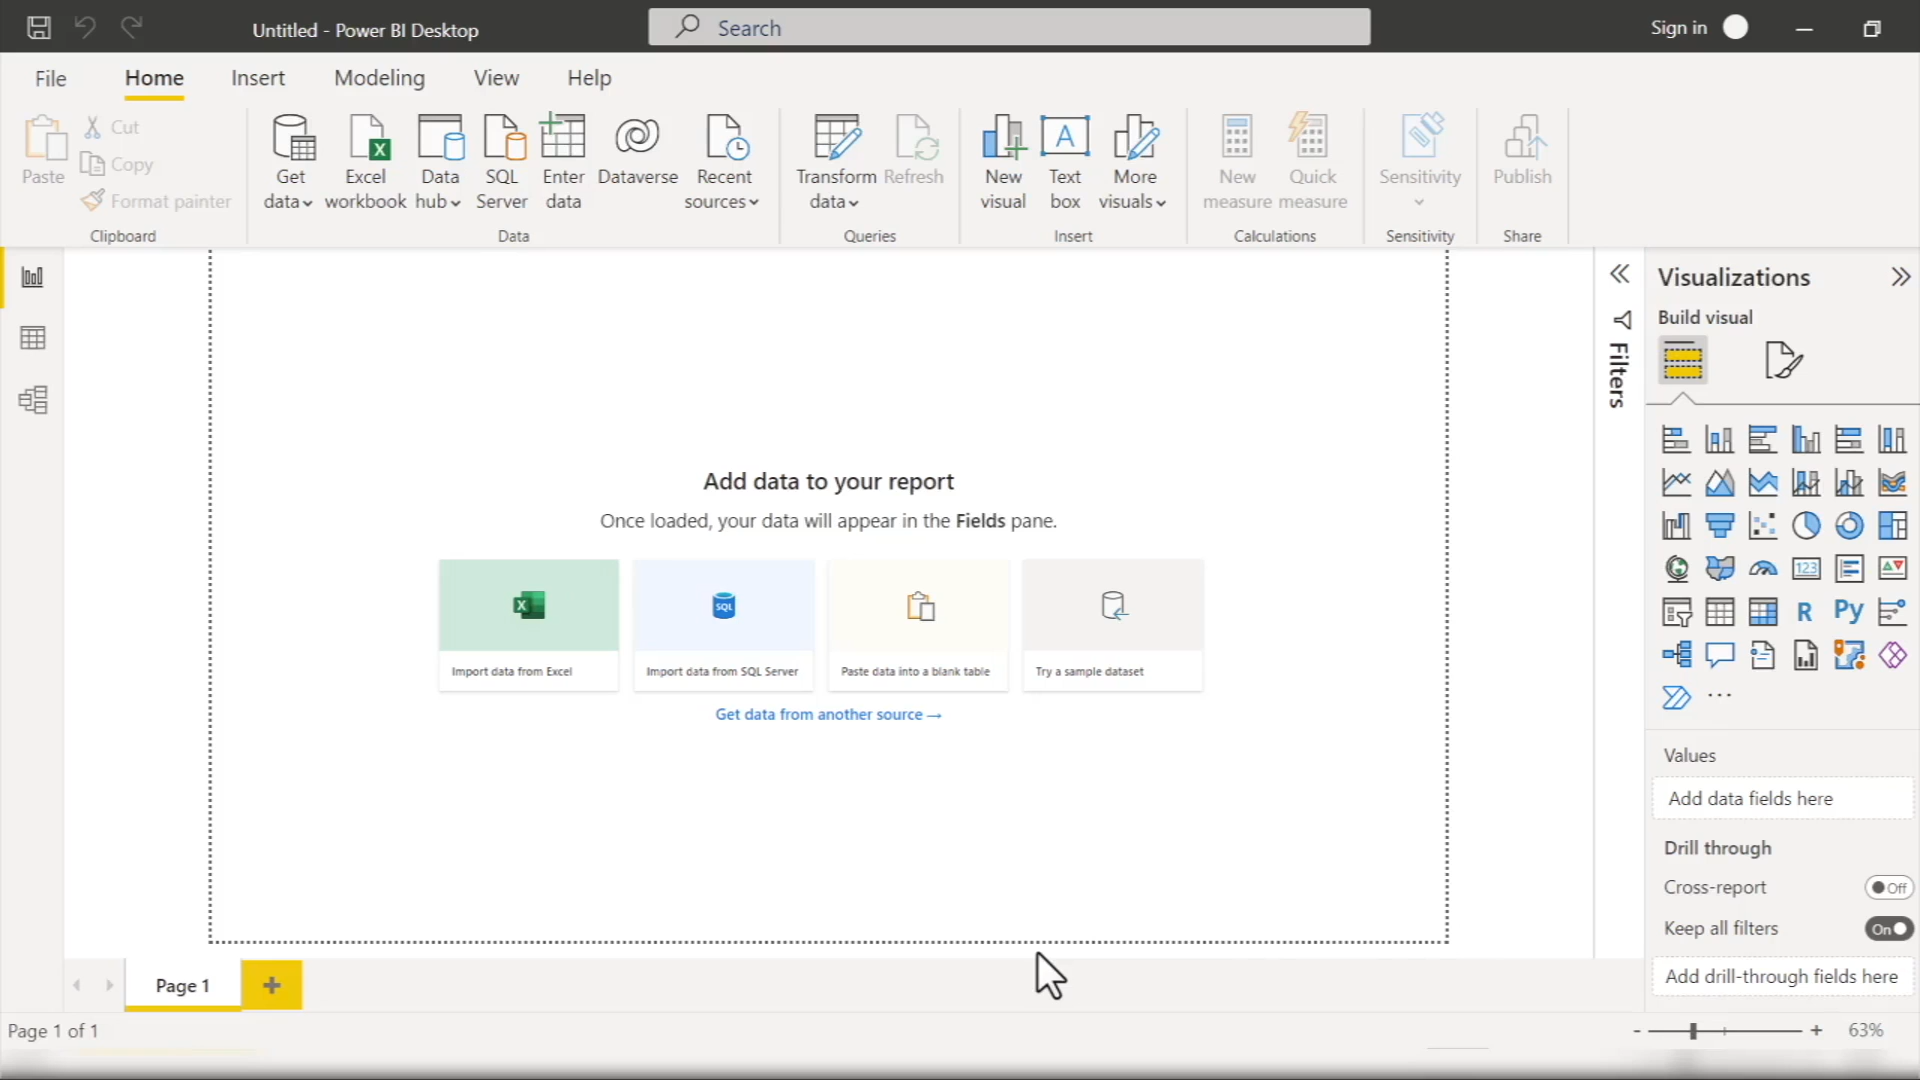 Untitled - Power BI Desktop
Search
Sign in
File
Home
Insert
Modeling
View
Help
Paste
Cut
Copy
Format painter
Clipboard
Get data
Excel workbook
Data hub
SQL Server
Enter data
Dataverse
Recent sources
Data
Transform data
Refresh
Queries
New visual
Text box
A
More visuals
Insert
New measure
Quick measure
Calculations
Sensitivity
Sensitivity
Publish
Share
Filters
Add data to your report
Once loaded, your data will appear in the Fields pane.
X
SQL
Import data from Excel
Import data from SQL Server
Paste data into a blank table
Try a sample dataset
Get data from another source →
Visualizations
Build visual
123
R
Py
...
Values
Add data fields here
Drill through
Cross-report
Off
Keep all filters
On
Add drill-through fields here
Page 1
+
Page 1 of 1
-
+
63%